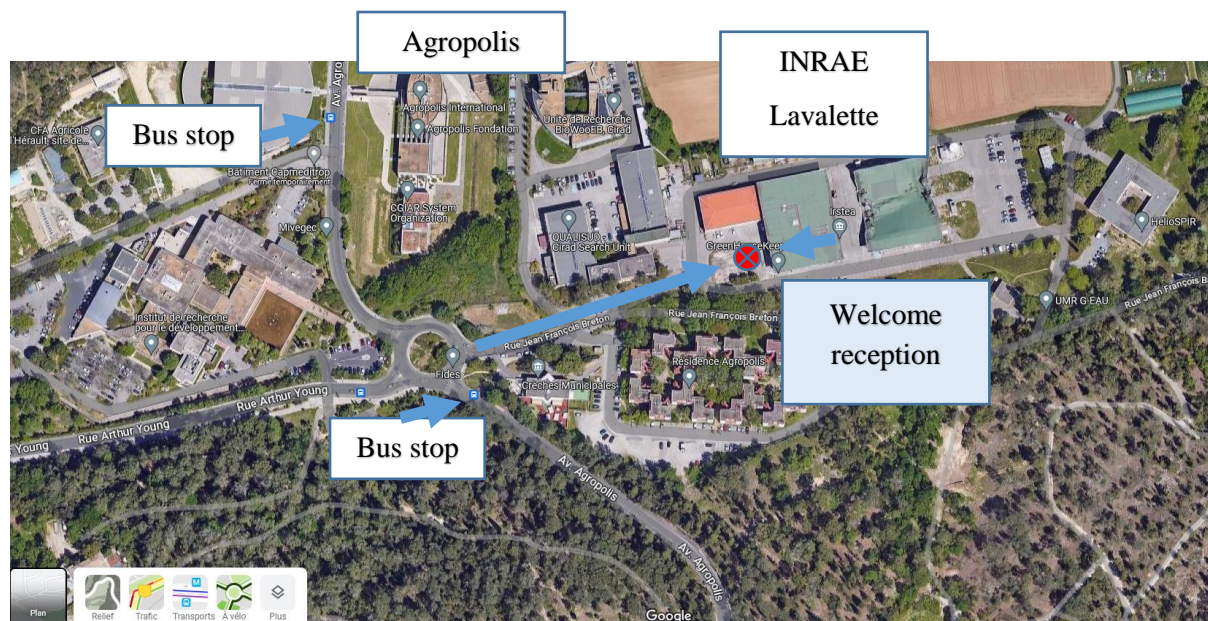 Agropolis
INRAE
Lavalette
Bus stop
Av. Agro
Agropolis International
Agropolis Fondation
Unité de Recherche
BioWooEB, Cirad
CFA Agricole
l'Hérault, site de...
Bâtiment Capmeditrop
Fermé temporairement
CGIAR System
Organization
Mivegec
QUALISUD -
Cirad Search Unit
Irstea
GreenHouseKee
HélioSPIR
Institut de recherche
pour le développement...
Welcome
reception
UMR G EAU
Rue Jean François B
Rue Jean François Breton
Rue Jean François Breton
Fides
Crèches Municipales
Résidence Agropolis
Rue Arthur Young
Rue Arthur Young
Young
Bus stop
Av. Agropolis
Av. Agropolis
Plan
Relief
Trafic
M
Transports
À vélo
Plus
Google